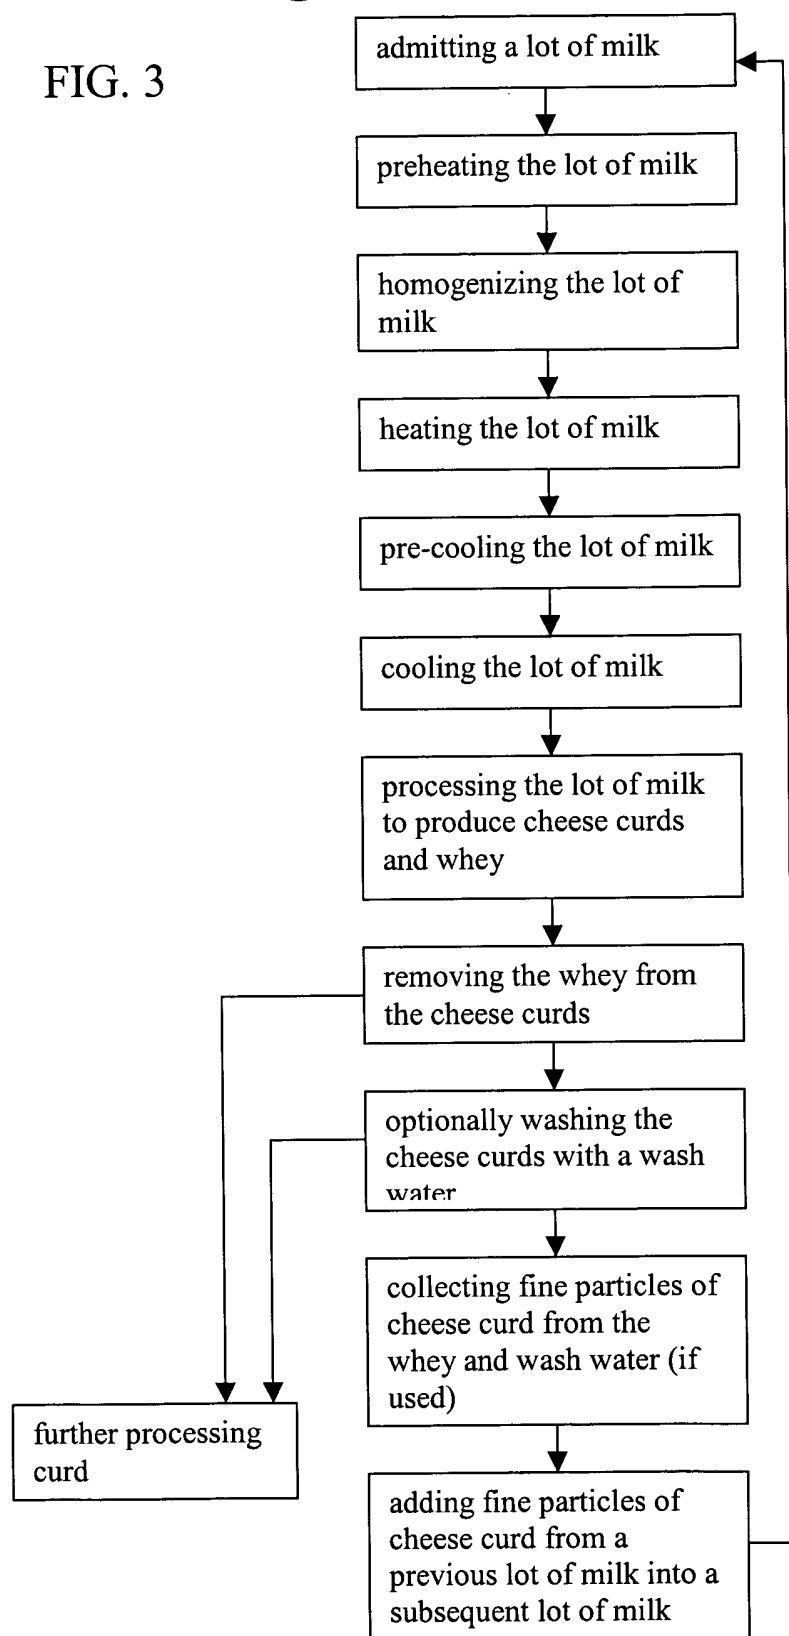 FIG. 3
admitting a lot of milk
preheating the lot of milk
homogenizing the lot of
milk
heating the lot of milk
pre-cooling the lot of milk
cooling the lot of milk
processing the lot of milk
to produce cheese curds
and whey
removing the whey from
the cheese curds
optionally washing the
cheese curds with a wash
water
collecting fine particles of
cheese curd from the
whey and wash water (if
used)
further processing
curd
adding fine particles of
cheese curd from a
previous lot of milk into a
subsequent lot of milk